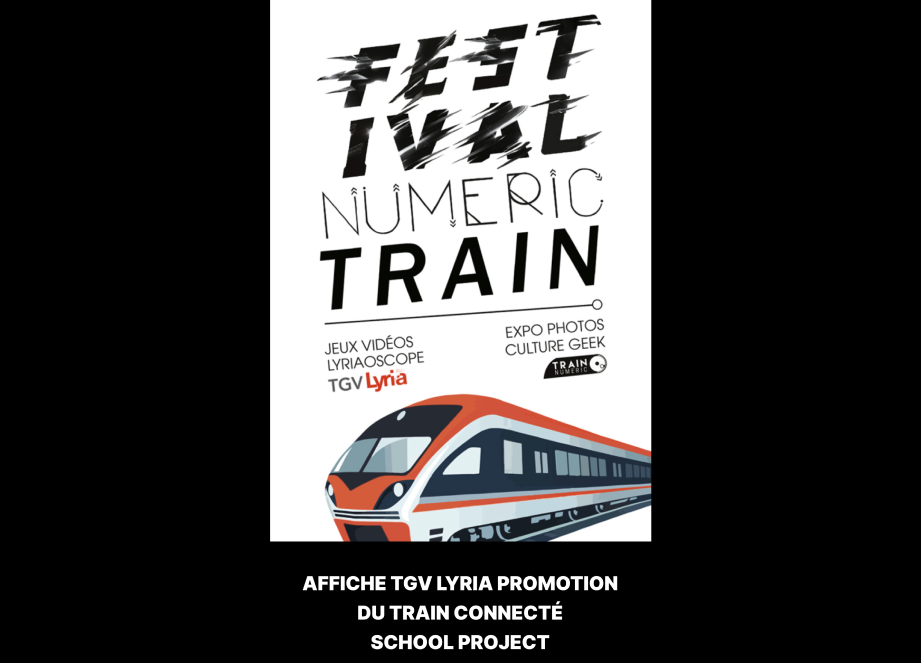 FEST
IVAL
NUMERIC
TRAIN
JEUX VIDÉOS
LYRIAOSCOPE
TGV Lyria
EXPO PHOTOS
CULTURE GEEK
TRAIN
NUMERIC
AFFICHE TGV LYRIA PROMOTION
DU TRAIN CONNECTÉ
SCHOOL PROJECT